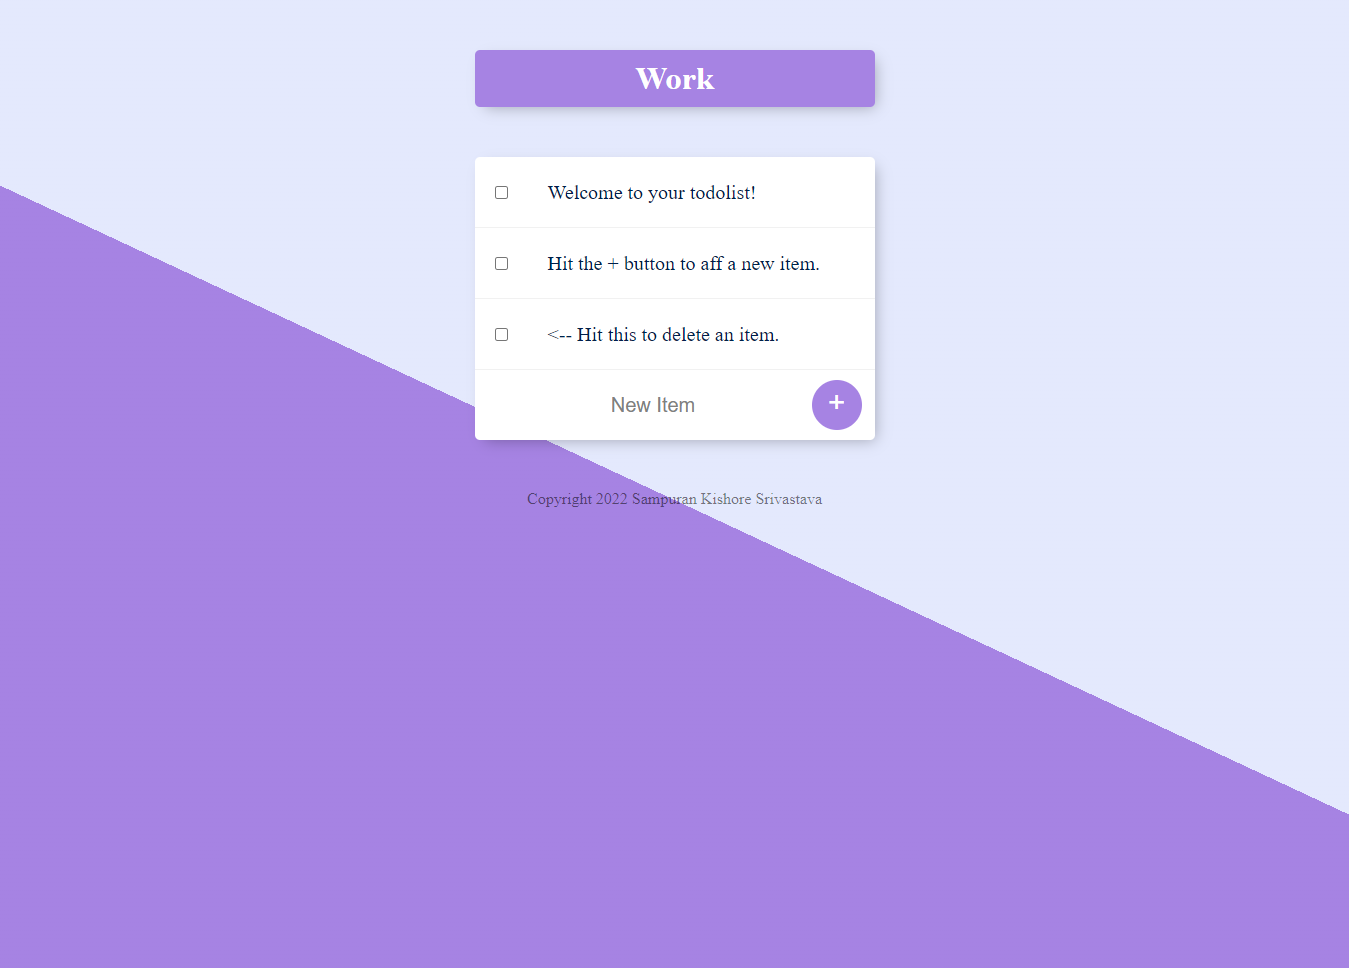 Work
Welcome to your todolist!
Hit the + button to aff a new item.
<-- Hit this to delete an item.
New Item
+
Copyright 2022 Sampuran Kishore Srivastava